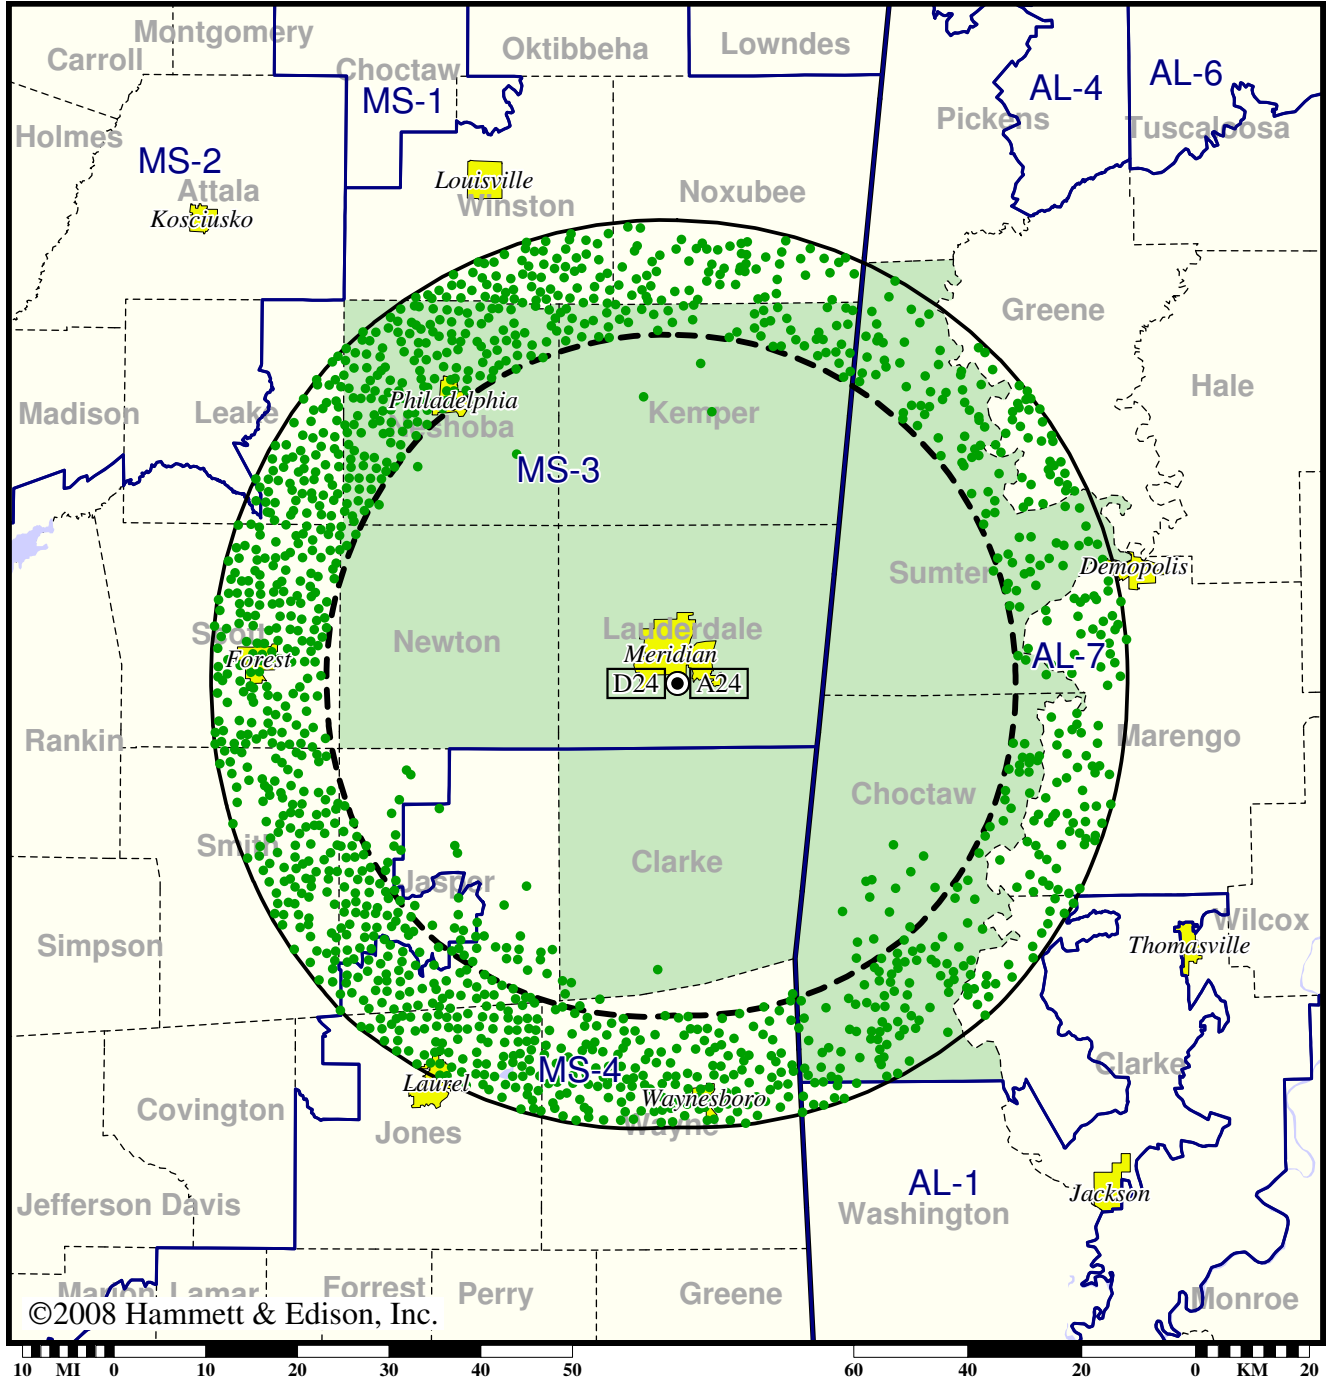 Montgomery
Carroll
Choctaw
Oktibbeha
Lowndes
AL-4
AL-6
MS-1
Pickens
Tuscaloosa
Holmes
MS-2
Attala
Kosciusko
Louisville
Winston
Noxubee
Greene
Hale
Madison
Leake
Philadelphia
Neshoba
Kemper
MS-3
Sumter
Demopolis
Scott
Forest
Newton
Lauderdale
Meridian
D24 A24
AL-7
Rankin
Marengo
Choctaw
Smith
Clarke
Jasper
Simpson
Wilcox
Thomasville
MS-4
Laurel
Waynesboro
Clarke
Covington
Jones
Wayne
Jefferson Davis
AL-1
Washington
Jackson
Marion Lamar
Forrest
Perry
Greene
Monroe
©2008 Hammett & Edison, Inc.
10 MI 0 10 20 30 40 50 60 40 20 0 KM 20